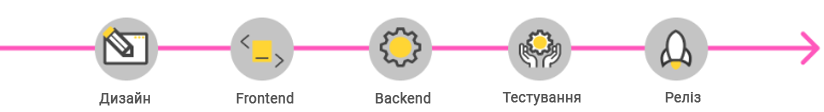 Дизайн
Frontend
Backend
Тестування
Реліз